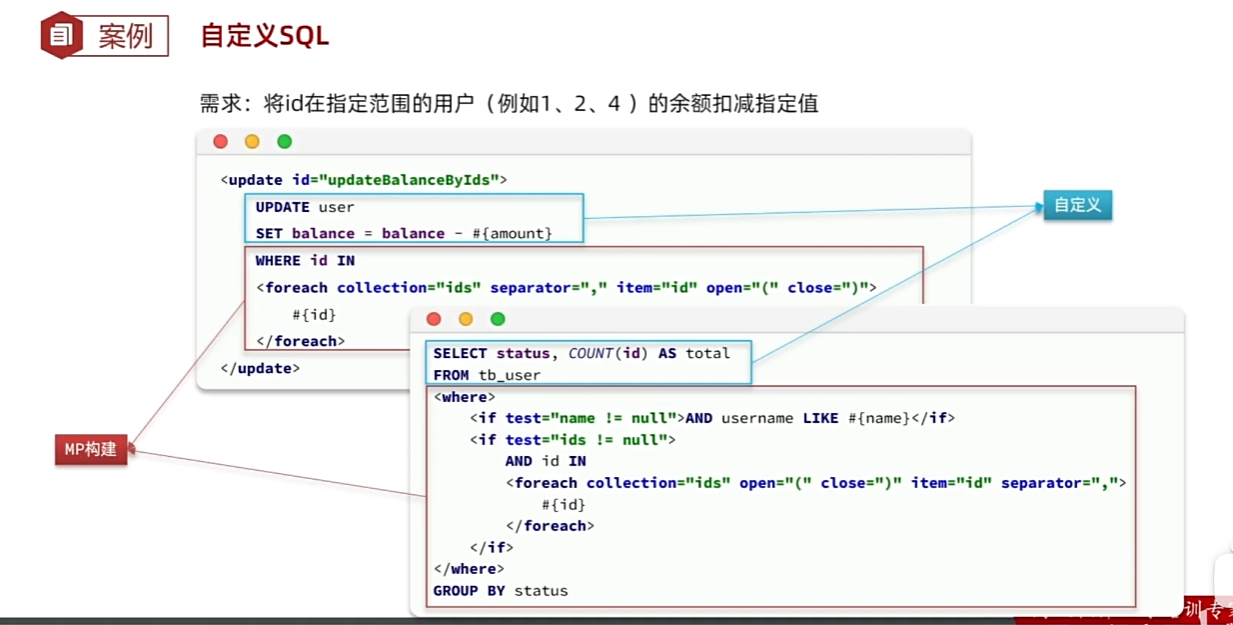 案例
自定义SQL
需求：将id在指定范围的用户（例如1、2、4 ）的余额扣减指定值
<update id="updateBalanceByIds">
UPDATE user
SET balance = balance - #{amount}
WHERE id IN
<foreach collection="ids" separator="," item="id" open="(" close=")">
#{id}
</foreach>
</update>
自定义
SELECT status, COUNT(id) AS total
FROM tb_user
<where>
<if test="name != null">AND username LIKE #{name}</if>
<if test="ids != null">
AND id IN
<foreach collection="ids" open="(" close=")" item="id" separator=",">
#{id}
</foreach>
</if>
</where>
GROUP BY status
MP构建
训专